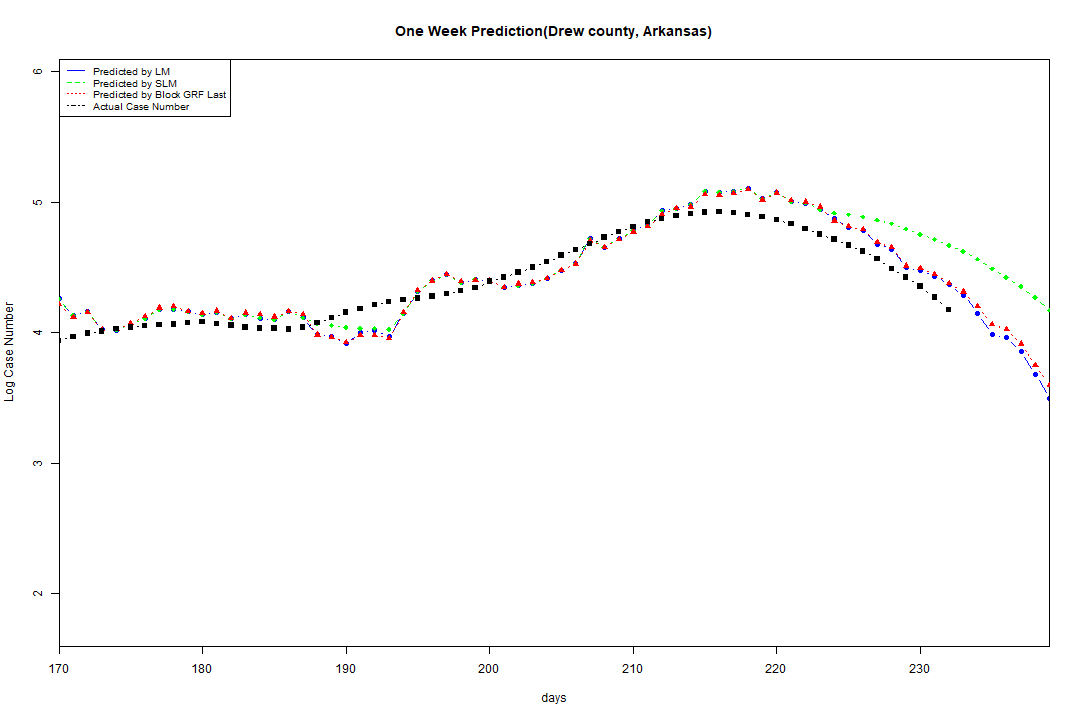 One Week Prediction(Drew county, Arkansas)
Predicted by LM
Predicted by SLM
Predicted by Block GRF Last
Actual Case Number
6
5
4
3
2
Log Case Number
170 180 190 200 210 220 230
days